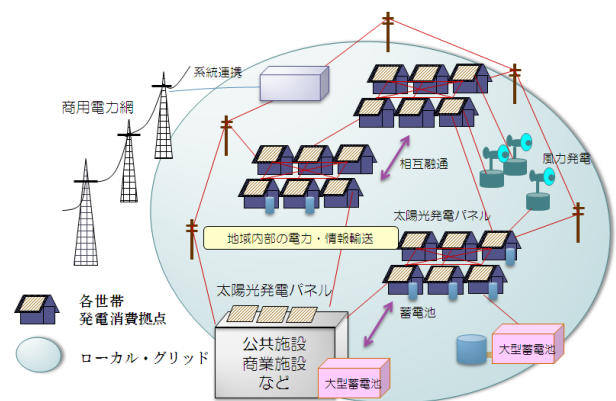 系統連携
商用電力網
相互融通
風力発電
太陽光発電パネル
地域内部の電力・情報輸送
太陽光発電パネル
蓄電池
各世帯
発電消費拠点
公共施設
商業施設
など
大型蓄電池
大型蓄電池
ローカル・グリッド